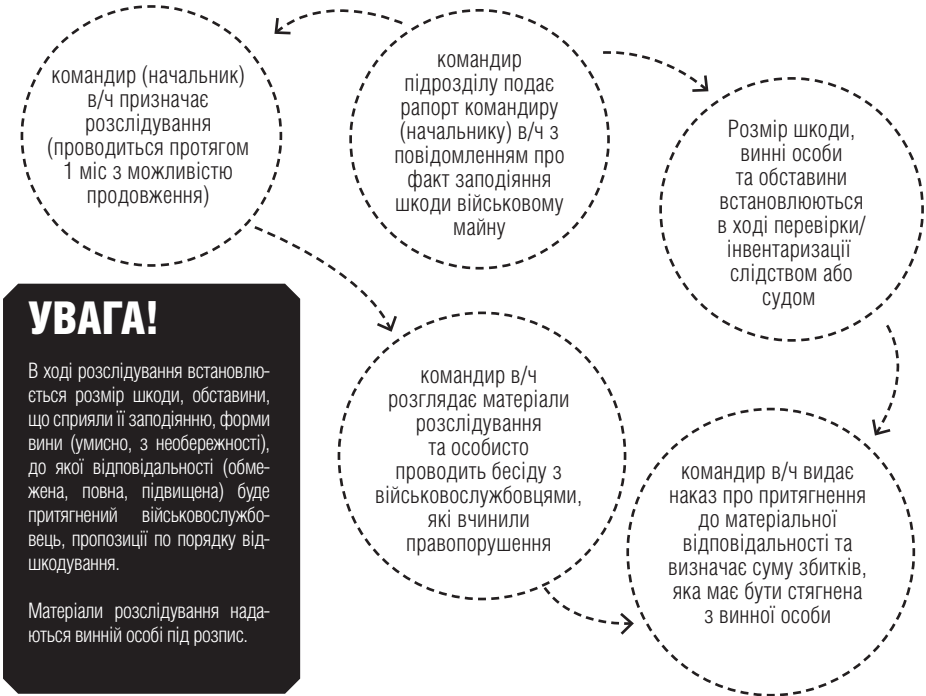 командир (начальник)
в/ч призначає
розслідування
(проводиться протягом
1 міс з можливістю
продовження)
командир
підрозділу подає
рапорт командиру
(начальнику) в/ч з
повідомленням про
факт заподіяння
шкоди військовому
майну
Розмір шкоди,
винні особи
та обставини
встановлюються
в ході перевірки/
інвентаризації
слідством або
судом
УВАГА!
В ході розслідування встановлю-
ється розмір шкоди, обставини,
що сприяли її заподіянню, форми
вини (умисно, з необережності),
до якої відповідальності (обме-
жена, повна, підвищена) буде
притягнений військовослужбо-
вець, пропозиції по порядку від-
шкодування.
Матеріали розслідування нада-
ються винній особі під розпис.
командир в/ч
розглядає матеріали
розслідування
та особисто
проводить бесіду з
військовослужбовцями,
які вчинили
правопорушення
командир в/ч видає
наказ про притягнення
до матеріальної
відповідальності та
визначає суму збитків,
яка має бути стягнена
з винної особи